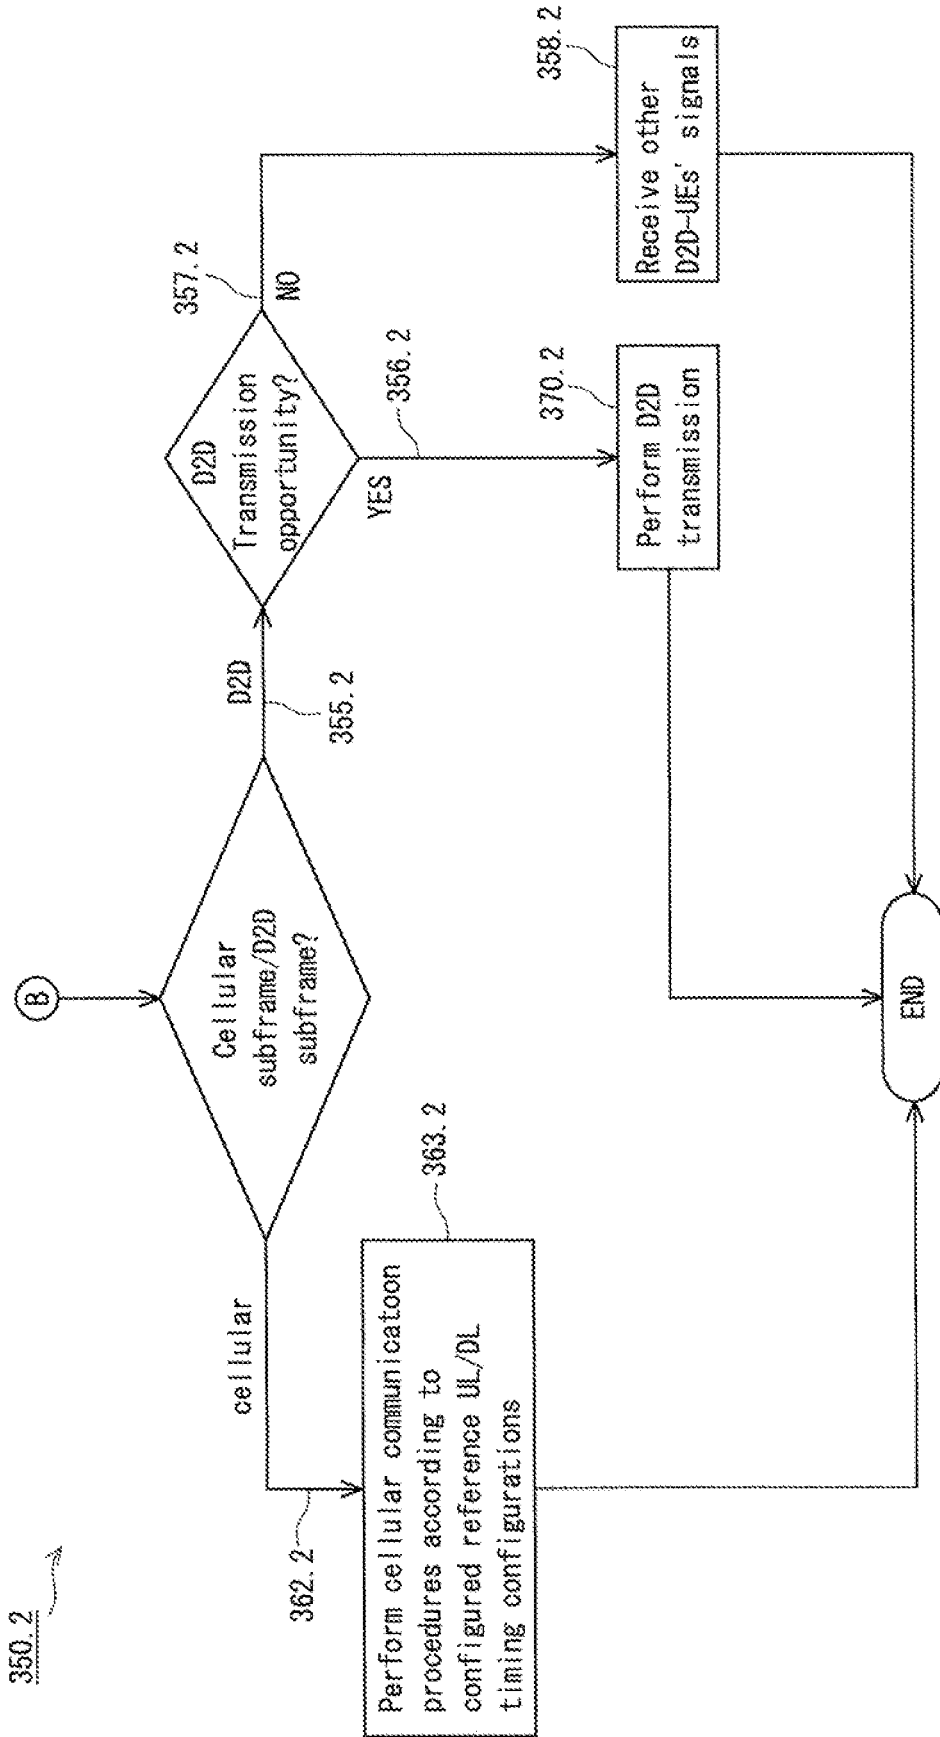 350.2
B
Cellular
subframe/D2D
subframe?
cellular
362.2
D2D
355.2
D2D
Transmission
opportunity?
357.2
NO
YES
356.2
363.2
Perform cellular communicatoon
procedures according to
configured reference UL/DL
timing configurations
370.2
Perform D2D
transmission
358.2
Receive other
D2D-UEs' signals
END